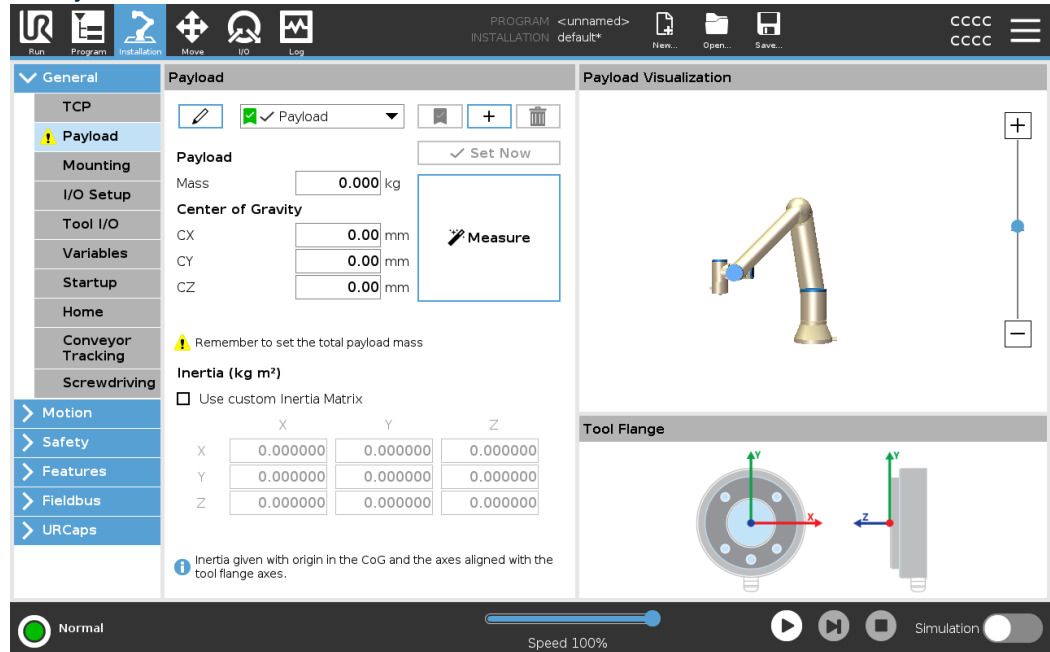 PROGRAM <unnamed>
INSTALLATION default*
CCCC
CCCC
Run Program Installation Move I/O Log New... Open... Save...
General
TCP
Payload
Mounting
I/O Setup
Tool I/O
Variables
Startup
Home
Conveyor
Tracking
Screwdriving
Motion
Safety
Features
Fieldbus
URCaps
Payload
Payload
Set Now
Payload
Mass 0.000 kg
Center of Gravity
CX 0.00 mm
CY 0.00 mm
CZ 0.00 mm
Measure
Remember to set the total payload mass
Inertia (kg m²)
Use custom Inertia Matrix
X Y Z
X 0.000000 0.000000 0.000000
Y 0.000000 0.000000 0.000000
Z 0.000000 0.000000 0.000000
Inertia given with origin in the CoG and the axes aligned with the
tool flange axes.
Payload Visualization
Tool Flange
Y
X
Y
Z
Normal
Speed 100%
Simulation